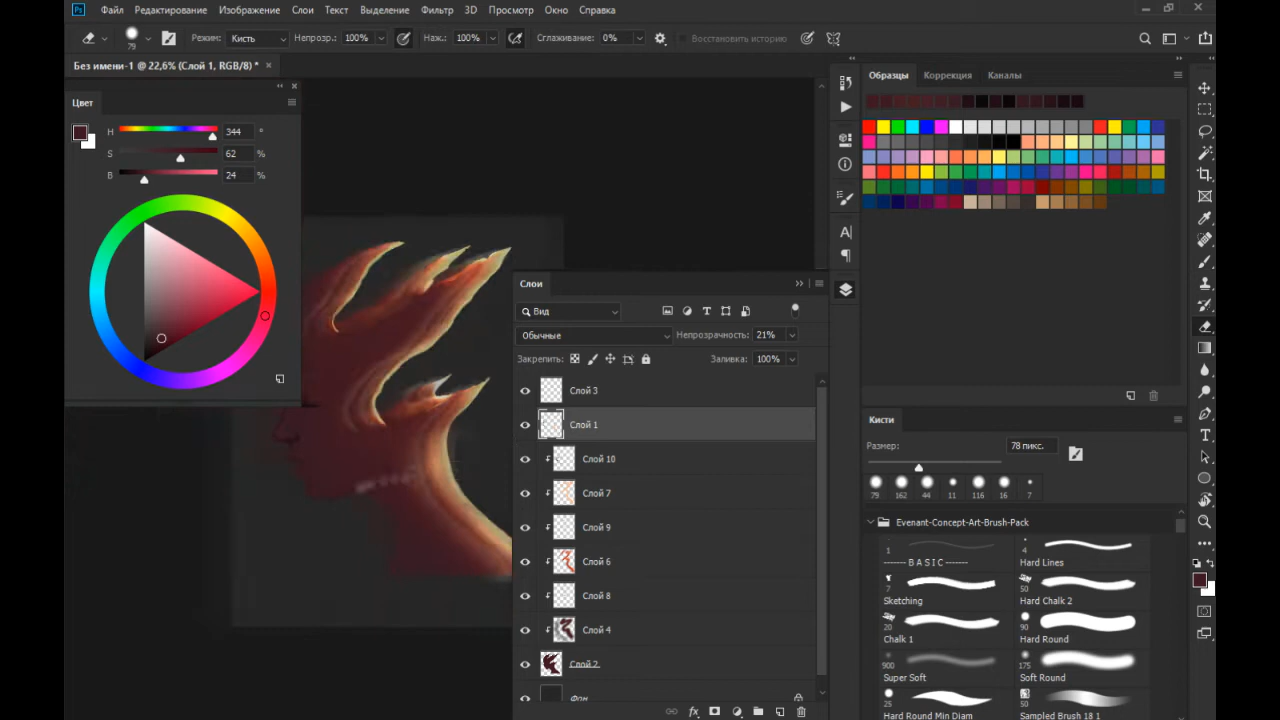 Ps Файл Редактирование Изображение Слои Текст Выделение Фильтр 3D Просмотр Окно Справка
79 Режим: Кисть Непрозр.: 100% Наж.: 100% Сглаживание: 0% Восстановить историю
Без имени-1 @ 22,6% (Слой 1, RGB/8) *
Цвет
H 344 °
S 62 %
B 24 %
Слои
Вид
Обычные Непрозрачность: 21%
Закрепить: Заливка: 100%
Слой 3
Слой 1
Слой 10
Слой 7
Слой 9
Слой 6
Слой 8
Слой 4
Слой 2
Фон
fx
Образцы Коррекция Каналы
Кисти
Размер: 78 пикс.
79 162 44 11 116 16 7
Evenant-Concept-Art-Brush-Pack
1 4
------- B A S I C ------- Hard Lines
7 50
Sketching Hard Chalk 2
20 90
Chalk 1 Hard Round
900 175
Super Soft Soft Round
25 50
Hard Round Min Diam Sampled Brush 18 1